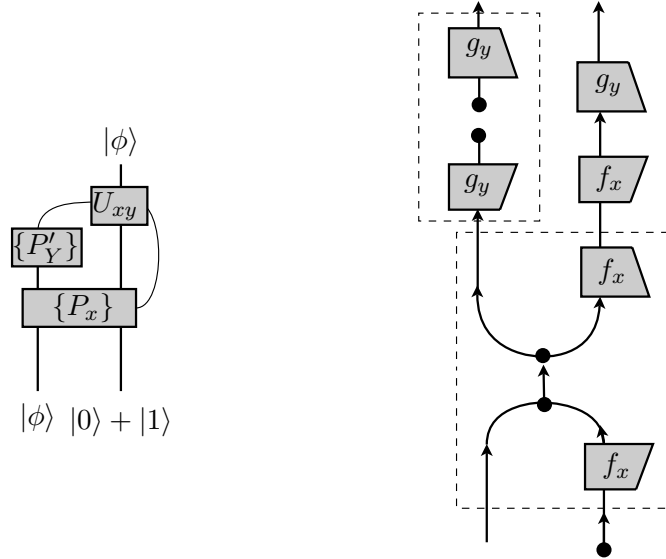 |ϕ⟩
U_{xy}
{P′_Y}
{P_x}
|ϕ⟩ |0⟩ + |1⟩
g_y
g_y
f_x
g_y
f_x
f_x